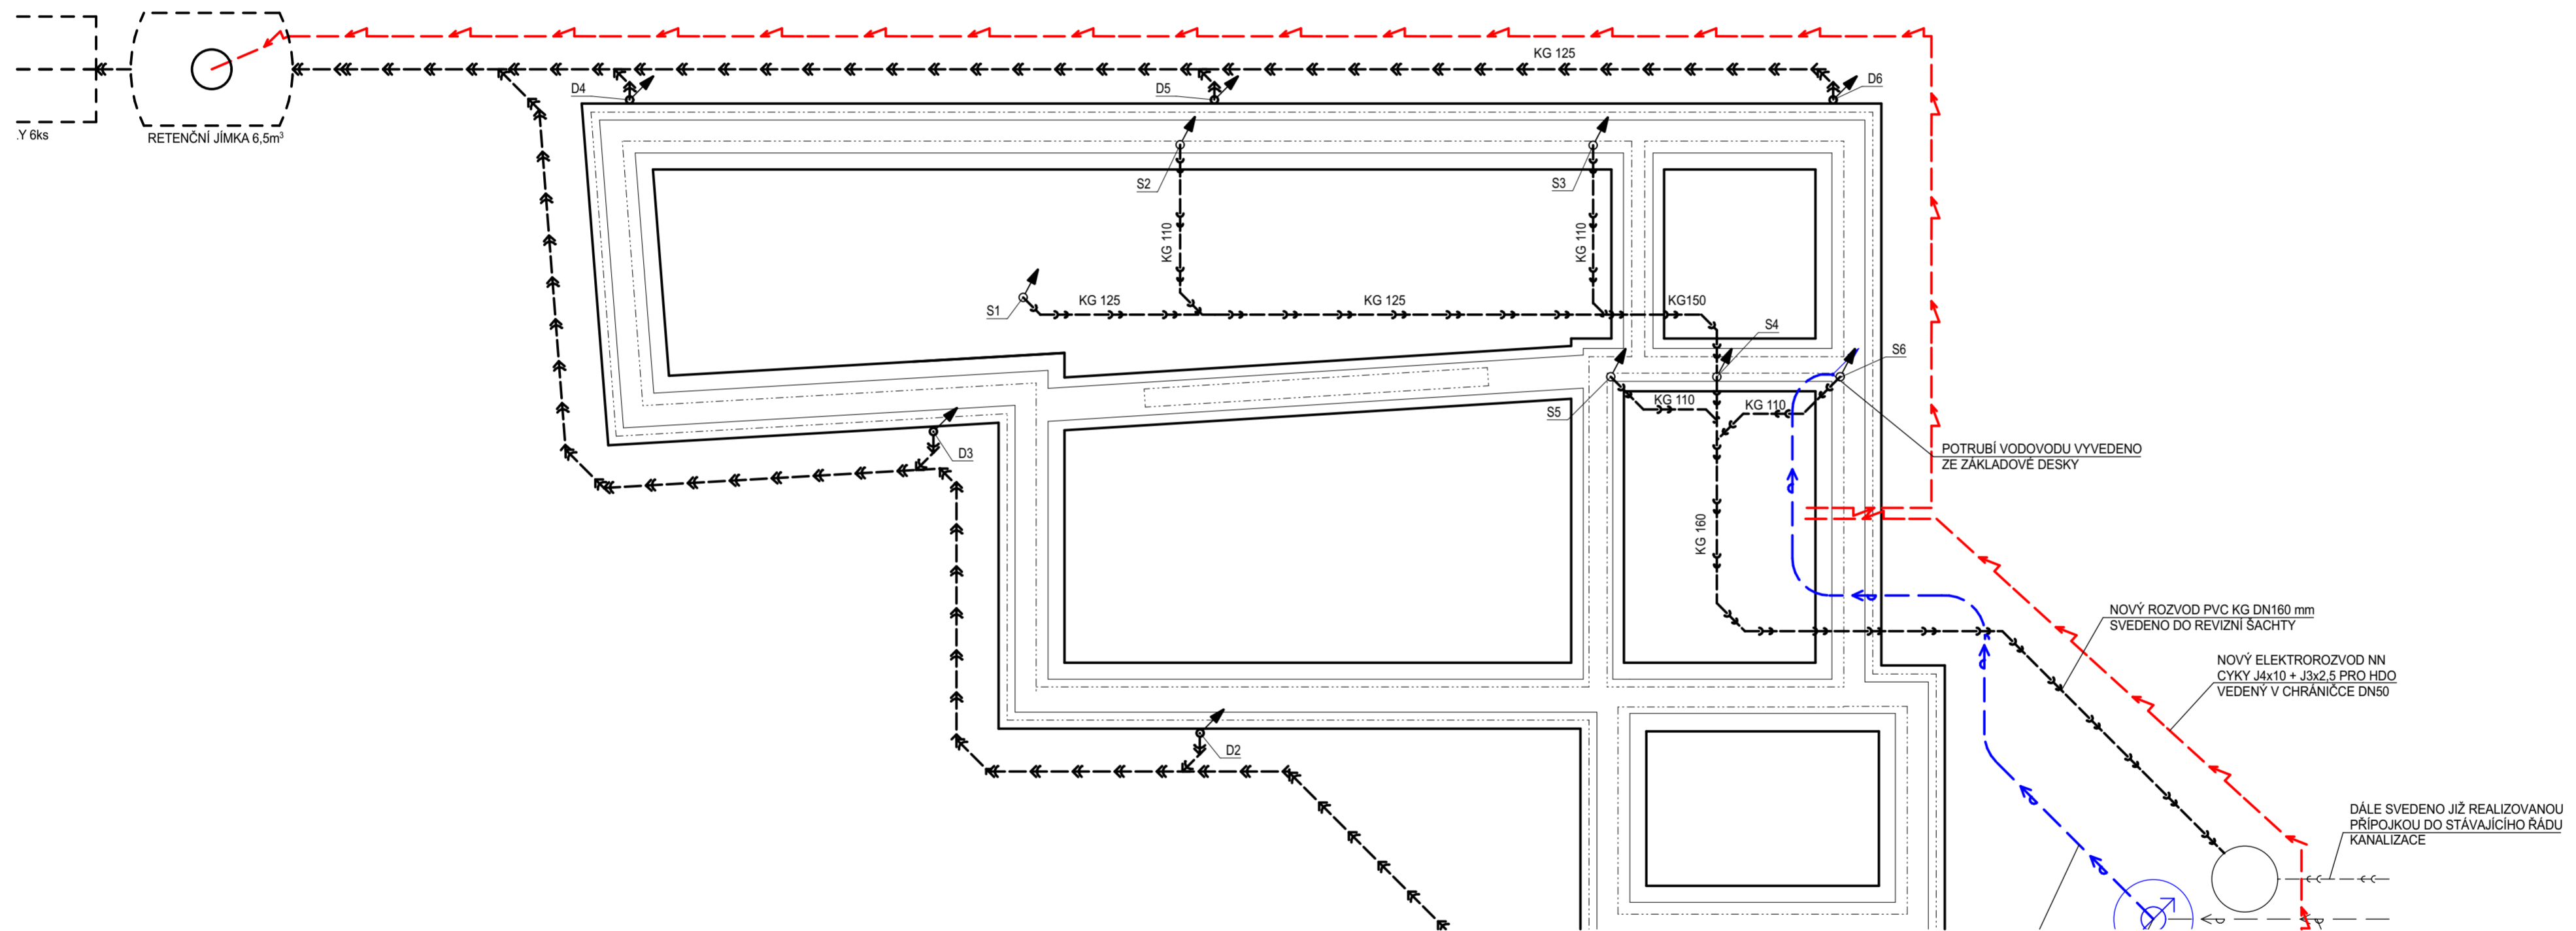 KG 125
D4
D5
D6
.Y 6ks
RETENČNÍ JÍMKA 6,5m³
S2
S3
KG 110
KG 110
S1
KG 125
KG 125
KG150
S4
S6
S5
KG 110
KG 110
D3
POTRUBÍ VODOVODU VYVEDENO
ZE ZÁKLADOVÉ DESKY
KG 160
NOVÝ ROZVOD PVC KG DN160 mm
SVEDENO DO REVIZNÍ ŠACHTY
NOVÝ ELEKTROROZVOD NN
CYKY J4x10 + J3x2,5 PRO HDO
VEDENÝ V CHRÁNIČCE DN50
D2
DÁLE SVEDENO JIŽ REALIZOVANOU
PŘÍPOJKOU DO STÁVAJÍCÍHO ŘÁDU
KANALIZACE